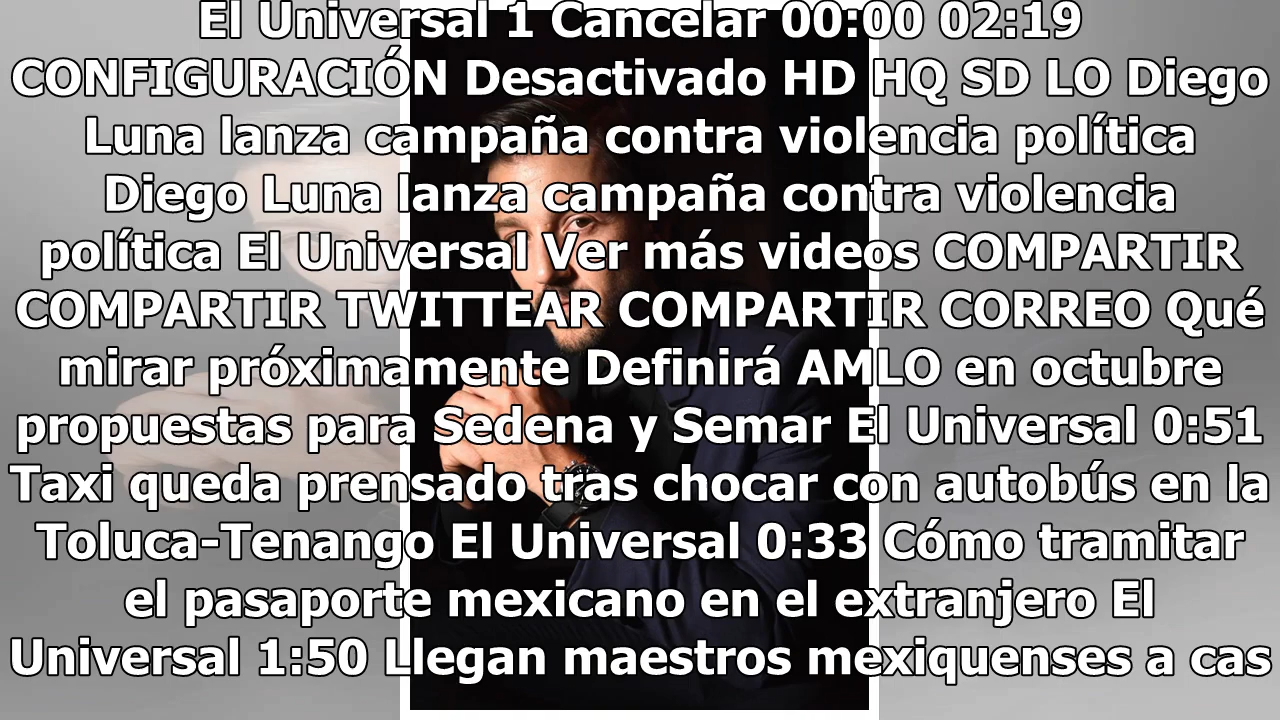 El Universal 1 Cancelar 00:00 02:19
CONFIGURACIÓN Desactivado HD HQ SD LO Diego
Luna lanza campaña contra violencia política
Diego Luna lanza campaña contra violencia
política El Universal Ver más videos COMPARTIR
COMPARTIR TWITTEAR COMPARTIR CORREO Qué
mirar próximamente Definirá AMLO en octubre
propuestas para Sedena y Semar El Universal 0:51
Taxi queda prensado tras chocar con autobús en la
Toluca-Tenango El Universal 0:33 Cómo tramitar
el pasaporte mexicano en el extranjero El
Universal 1:50 Llegan maestros mexiquenses a cas